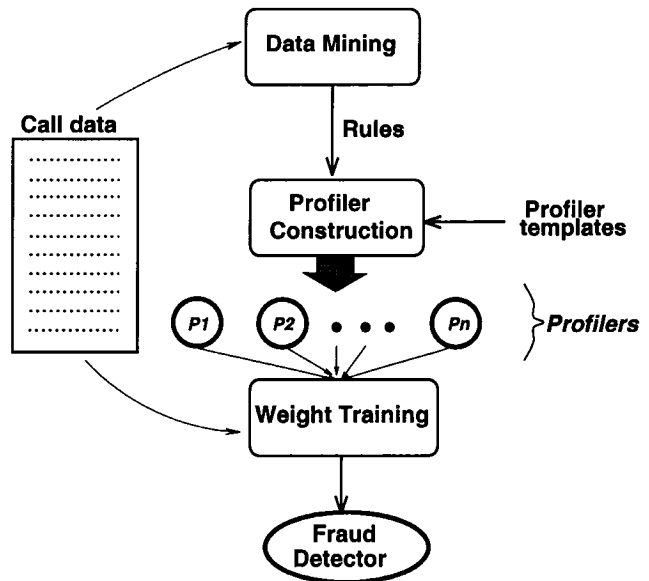 Data Mining
Call data
Rules
Profiler
Construction
Profiler
templates
P1
P2
Pn
Profilers
Weight Training
Fraud
Detector